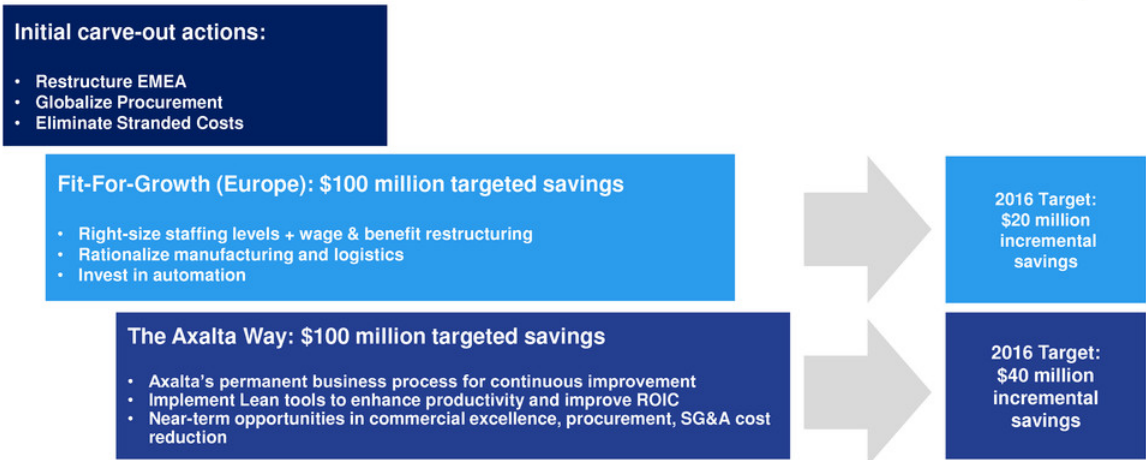 Initial carve-out actions:
• Restructure EMEA
• Globalize Procurement
• Eliminate Stranded Costs
Fit-For-Growth (Europe): $100 million targeted savings
• Right-size staffing levels + wage & benefit restructuring
• Rationalize manufacturing and logistics
• Invest in automation
2016 Target:
$20 million
incremental
savings
The Axalta Way: $100 million targeted savings
• Axalta's permanent business process for continuous improvement
• Implement Lean tools to enhance productivity and improve ROIC
• Near-term opportunities in commercial excellence, procurement, SG&A cost
reduction
2016 Target:
$40 million
incremental
savings